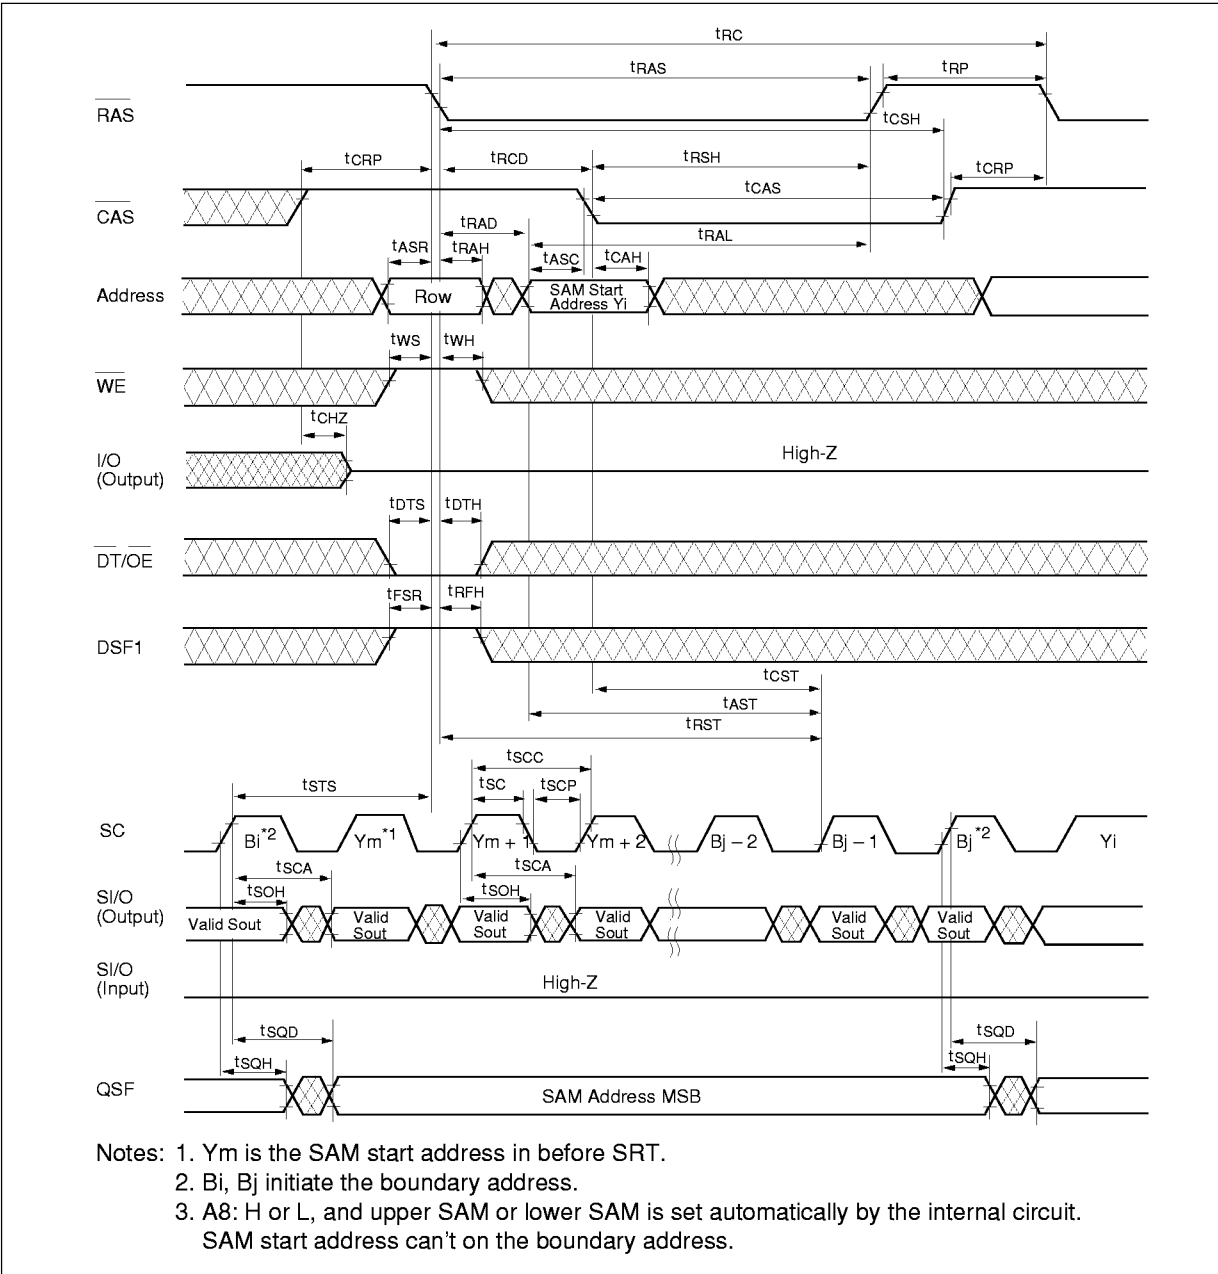 tRC
tRAS
tRP
RAS
tCSH
tCRP
tRCD
tRSH
tCRP
tCAS
CAS
tRAD
tRAL
tASR
tRAH
tASC
tCAH
Address
Row
SAM Start
Address Yi
tWS
tWH
WE
tCHZ
I/O
(Output)
High-Z
tDTS
tDTH
DT/OE
tFSR
tRFH
DSF1
tCST
tAST
tRST
tSCC
tSTS
tSC
tSCP
SC
Bi*2
Ym*1
Ym + 1
Ym + 2
Bj – 2
Bj – 1
Bj*2
Yi
tSCA
tSCA
tSOH
tSOH
SI/O
(Output)
Valid Sout
Valid
Sout
Valid
Sout
Valid
Sout
Valid
Sout
Valid
Sout
SI/O
(Input)
High-Z
tSQD
tSQD
tSQH
tSQH
QSF
SAM Address MSB
Notes: 1. Ym is the SAM start address in before SRT.
2. Bi, Bj initiate the boundary address.
3. A8: H or L, and upper SAM or lower SAM is set automatically by the internal circuit.
SAM start address can't on the boundary address.